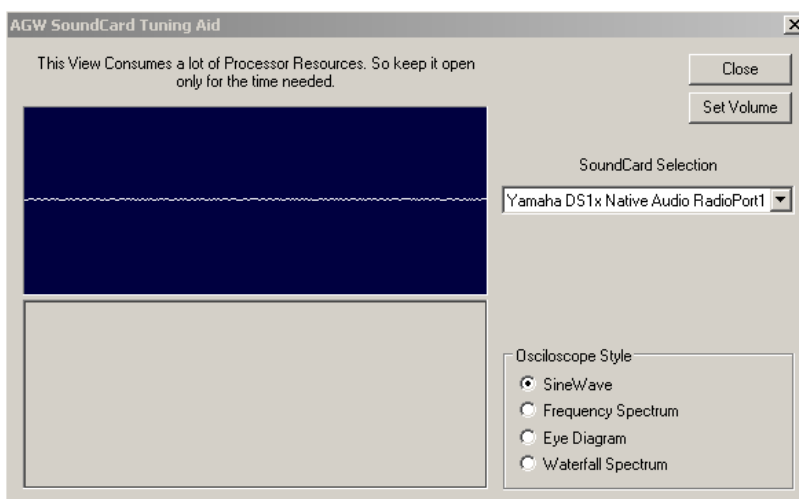 AGW SoundCard Tuning Aid
This View Consumes a lot of Processor Resources. So keep it open
only for the time needed.
Close
Set Volume
SoundCard Selection
Yamaha DS1x Native Audio RadioPort1
Osciloscope Style
SineWave
Frequency Spectrum
Eye Diagram
Waterfall Spectrum